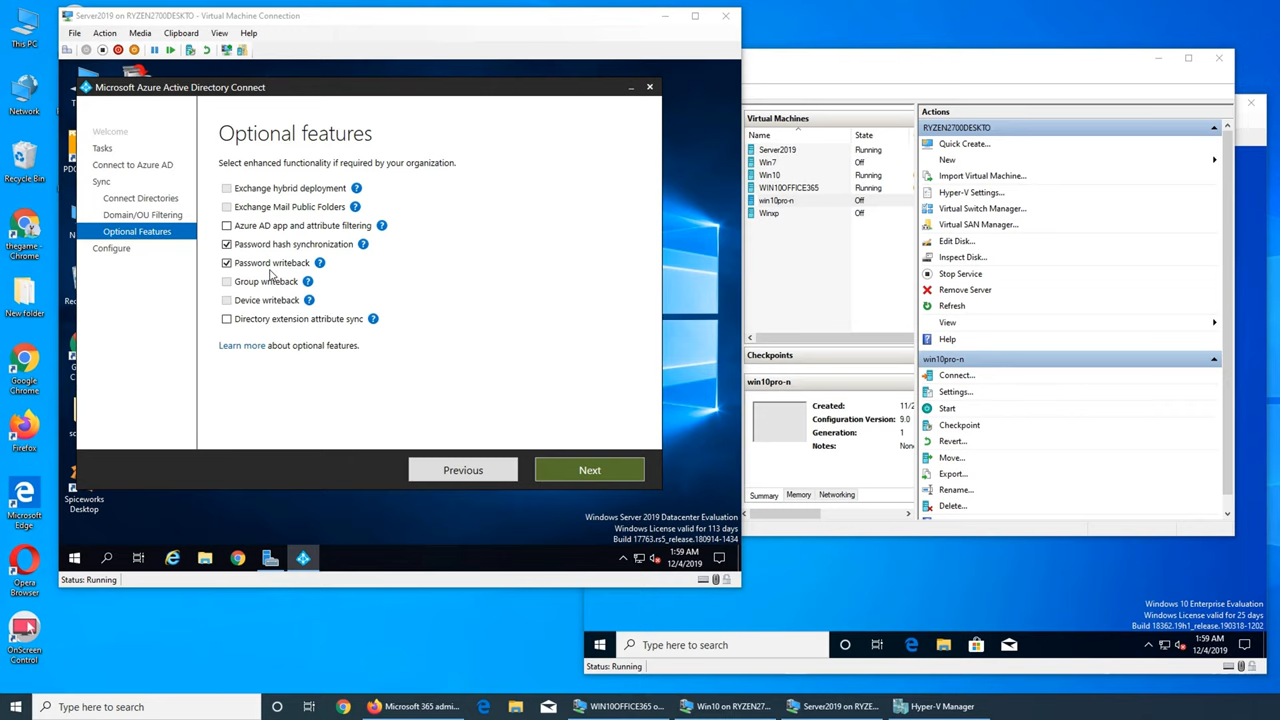 This PC
Network
Recycle Bin
thegame - Chrome
New folder
Google Chrome
Firefox
Microsoft Edge
Opera Browser
OnScreen Control
Server2019 on RYZEN2700DESKTO - Virtual Machine Connection
File Action Media Clipboard View Help
Microsoft Azure Active Directory Connect
Welcome
Tasks
Connect to Azure AD
Sync
Connect Directories
Domain/OU Filtering
Optional Features
Configure
Optional features
Select enhanced functionality if required by your organization.
Exchange hybrid deployment ?
Exchange Mail Public Folders ?
Azure AD app and attribute filtering ?
Password hash synchronization ?
Password writeback ?
Group writeback ?
Device writeback ?
Directory extension attribute sync ?
Learn more about optional features.
Previous
Next
Spiceworks Desktop
Windows Server 2019 Datacenter Evaluation
Windows License valid for 113 days
Build 17763.rs5_release.180914-1434
1:59 AM
12/4/2019
Status: Running
Virtual Machines
Name State
Server2019 Running
Win7 Off
Win10 Running
WIN10OFFICE365 Running
win10pro-n Off
Winxp Off
Checkpoints
win10pro-n
Created: 11/2
Configuration Version: 9.0
Generation: 1
Notes: None
Summary Memory Networking
Actions
RYZEN2700DESKTO
Quick Create...
New
Import Virtual Machine...
Hyper-V Settings...
Virtual Switch Manager...
Virtual SAN Manager...
Edit Disk...
Inspect Disk...
Stop Service
Remove Server
Refresh
View
Help
win10pro-n
Connect...
Settings...
Start
Checkpoint
Revert...
Move...
Export...
Rename...
Delete...
Windows 10 Enterprise Evaluation
Windows License valid for 25 days
Build 18362.19h1_release.190318-1202
Type here to search
1:59 AM
12/4/2019
Status: Running
Type here to search
Microsoft 365 admi...
WIN10OFFICE365 o...
Win10 on RYZEN27...
Server2019 on RYZE...
Hyper-V Manager